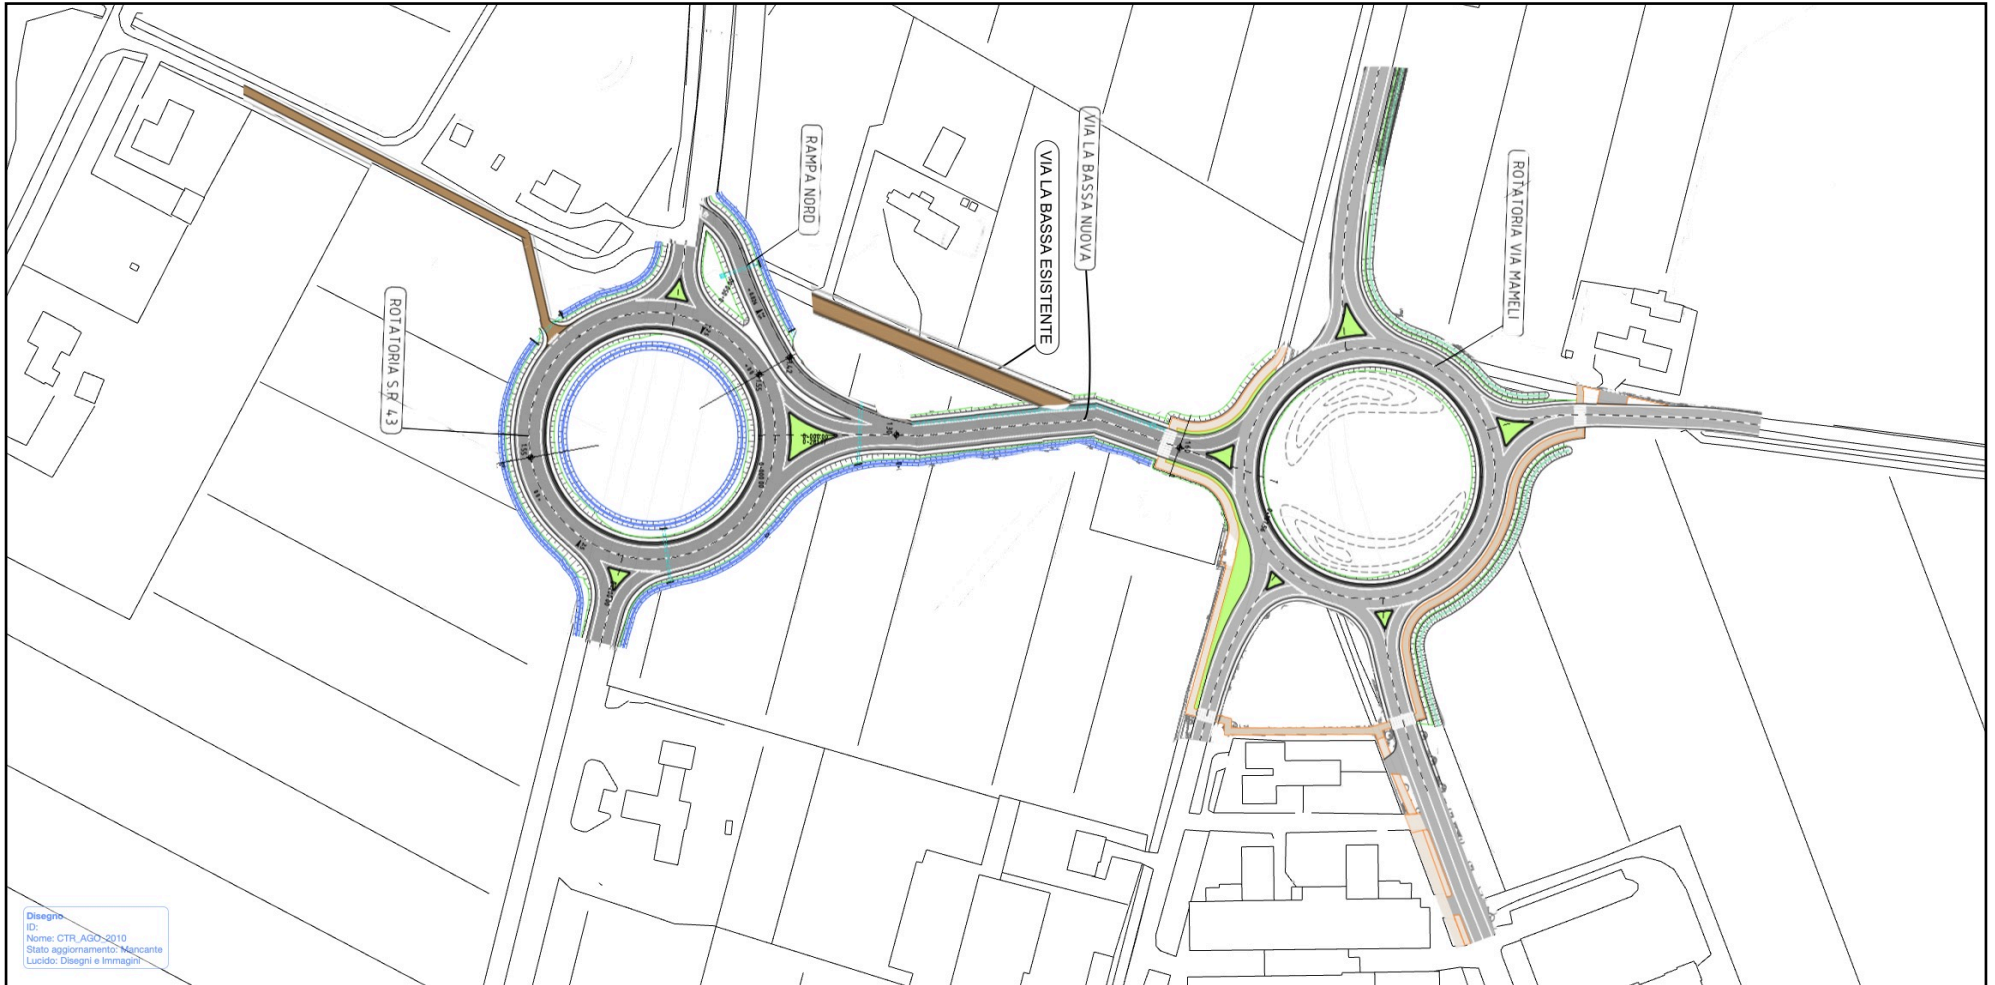 ROTATORIA S.R. 43
RAMPA NORD
VIA LA BASSA ESISTENTE
VIA LA BASSA NUOVA
ROTATORIA VIA MAMELI
Disegno
ID:
Nome: CTR_AGO_2010
Stato aggiornamento: Mancante
Lucido: Disegni e Immagini